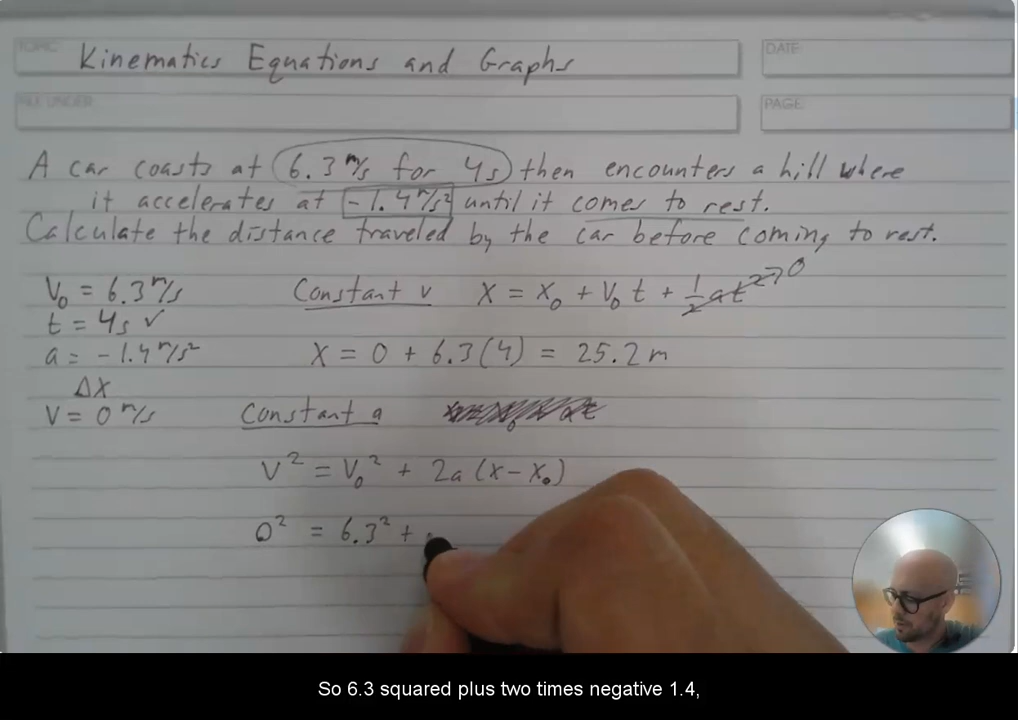 TOPIC Kinematics Equations and Graphs DATE
FILE UNDER PAGE
A car coasts at 6.3 m/s for 4s then encounters a hill where
it accelerates at -1.4 m/s² until it comes to rest.
Calculate the distance traveled by the car before coming to rest.
V₀ = 6.3 m/s Constant v X = X₀ + V₀ t + 1/2 at² → 0
t = 4s ✓
a = -1.4 m/s² X = 0 + 6.3(4) = 25.2 m
ΔX
V = 0 m/s Constant a
V² = V₀² + 2a (X - X₀)
0² = 6.3² +
So 6.3 squared plus two times negative 1.4,